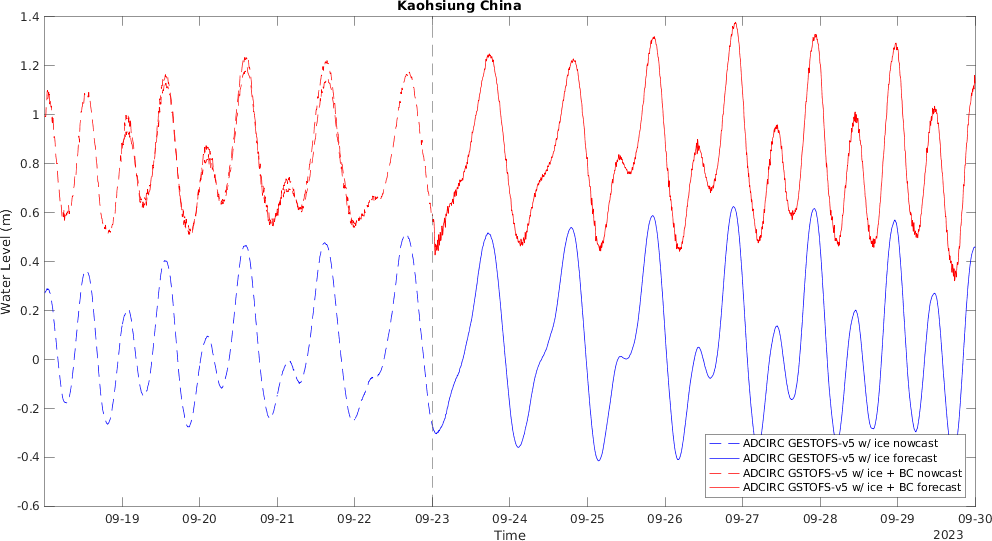 Kaohsiung China
1.4
1.2
1
0.8
0.6
0.4
0.2
0
-0.2
-0.4
-0.6
Water Level (m)
ADCIRC GESTOFS-v5 w/ ice nowcast
ADCIRC GESTOFS-v5 w/ ice forecast
ADCIRC GSTOFS-v5 w/ ice + BC nowcast
ADCIRC GSTOFS-v5 w/ ice + BC forecast
09-19 09-20 09-21 09-22 09-23 09-24 09-25 09-26 09-27 09-28 09-29 09-30
Time
2023